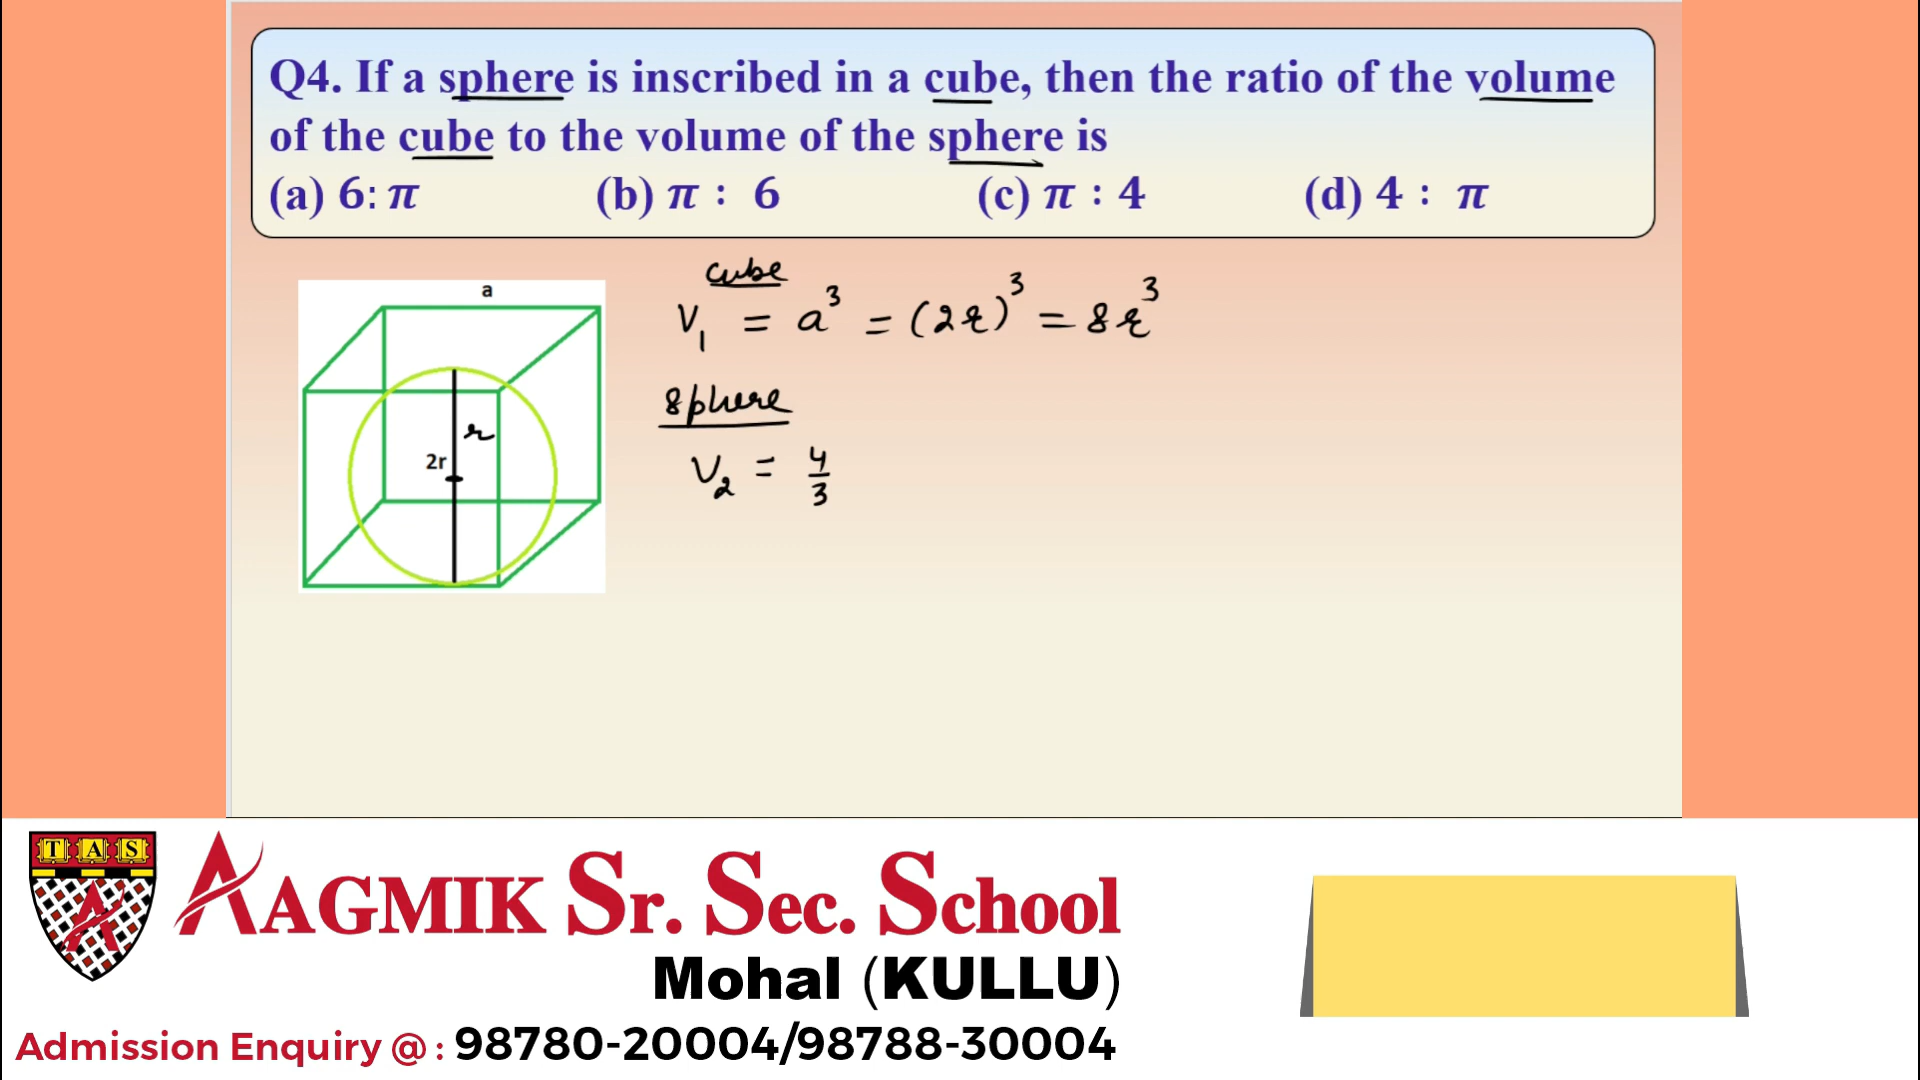 Q4. If a sphere is inscribed in a cube, then the ratio of the volume
of the cube to the volume of the sphere is
(a) 6:π (b) π : 6 (c) π : 4 (d) 4 : π
cube
V₁ = a³ = (2r)³ = 8r³
Sphere
V₂ = 4/3
a
r
2r
T A S
AAGMIK Sr. Sec. School
Mohal (KULLU)
Admission Enquiry @ : 98780-20004/98788-30004